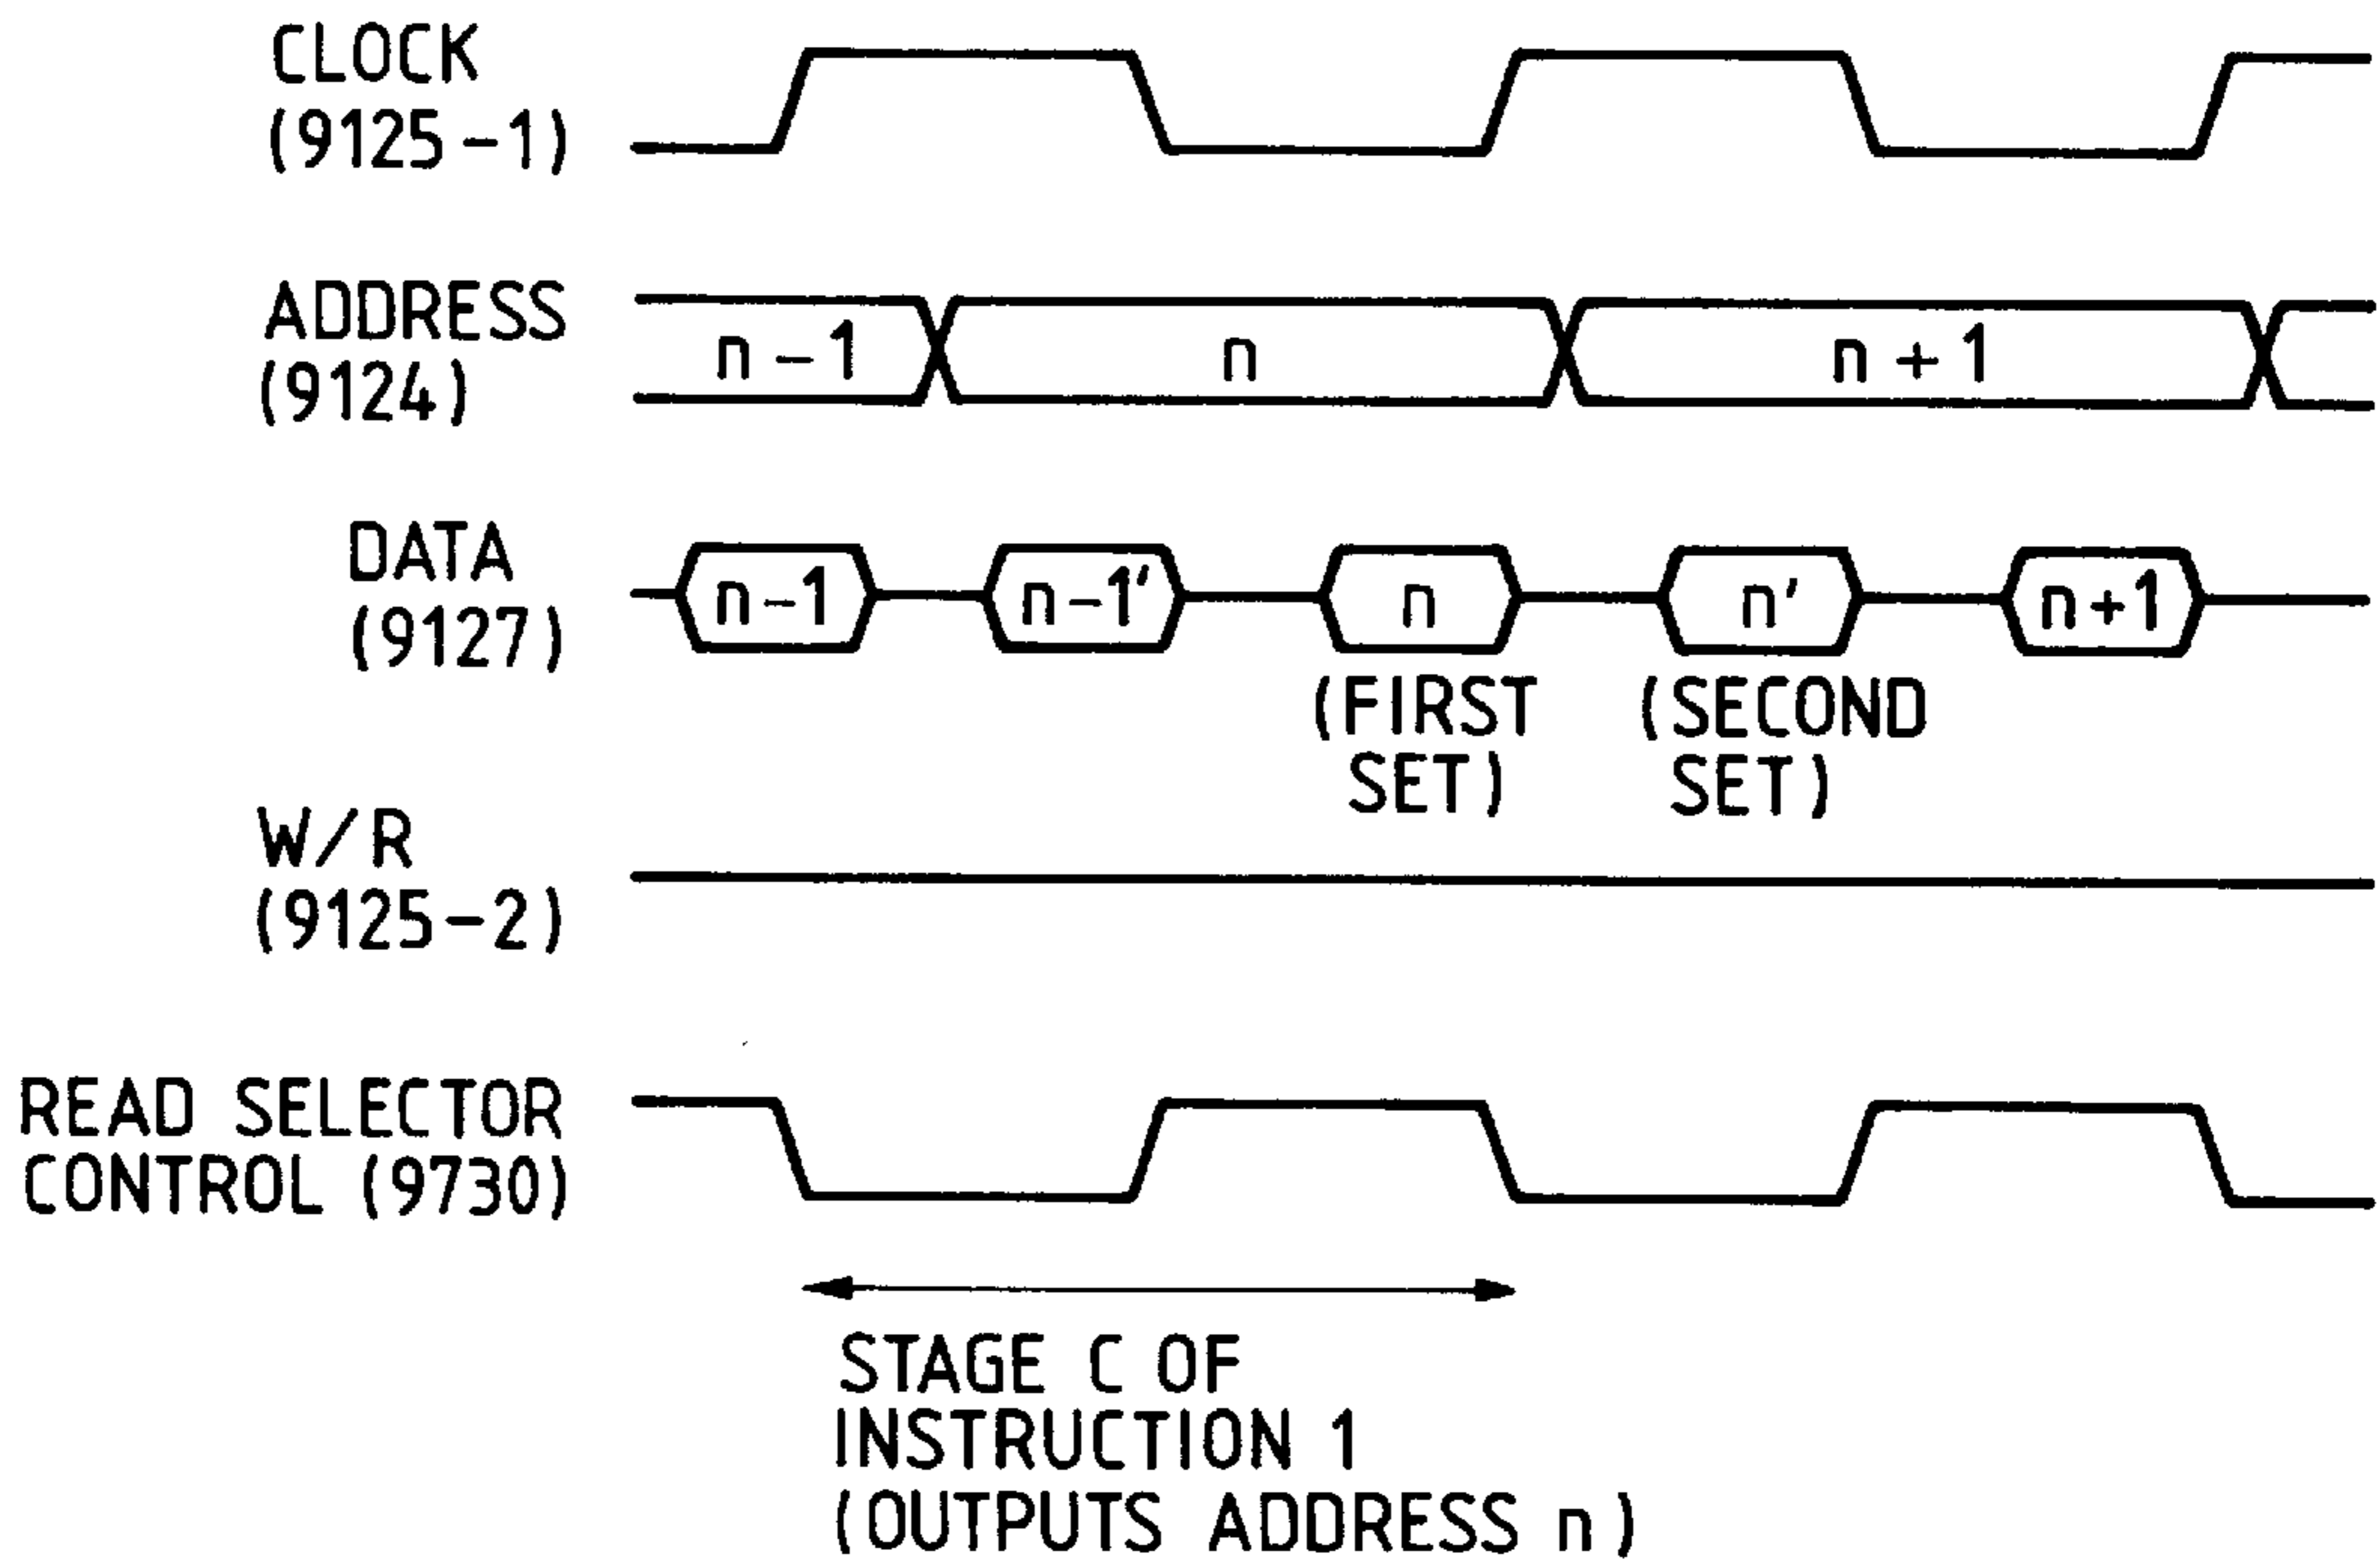 CLOCK
(9125-1)
ADDRESS
(9124)
n-1 n n+1
DATA
(9127)
n-1 n-1' n n' n+1
(FIRST SET) (SECOND SET)
W/R
(9125-2)
READ SELECTOR
CONTROL (9730)
STAGE C OF
INSTRUCTION 1
(OUTPUTS ADDRESS n)